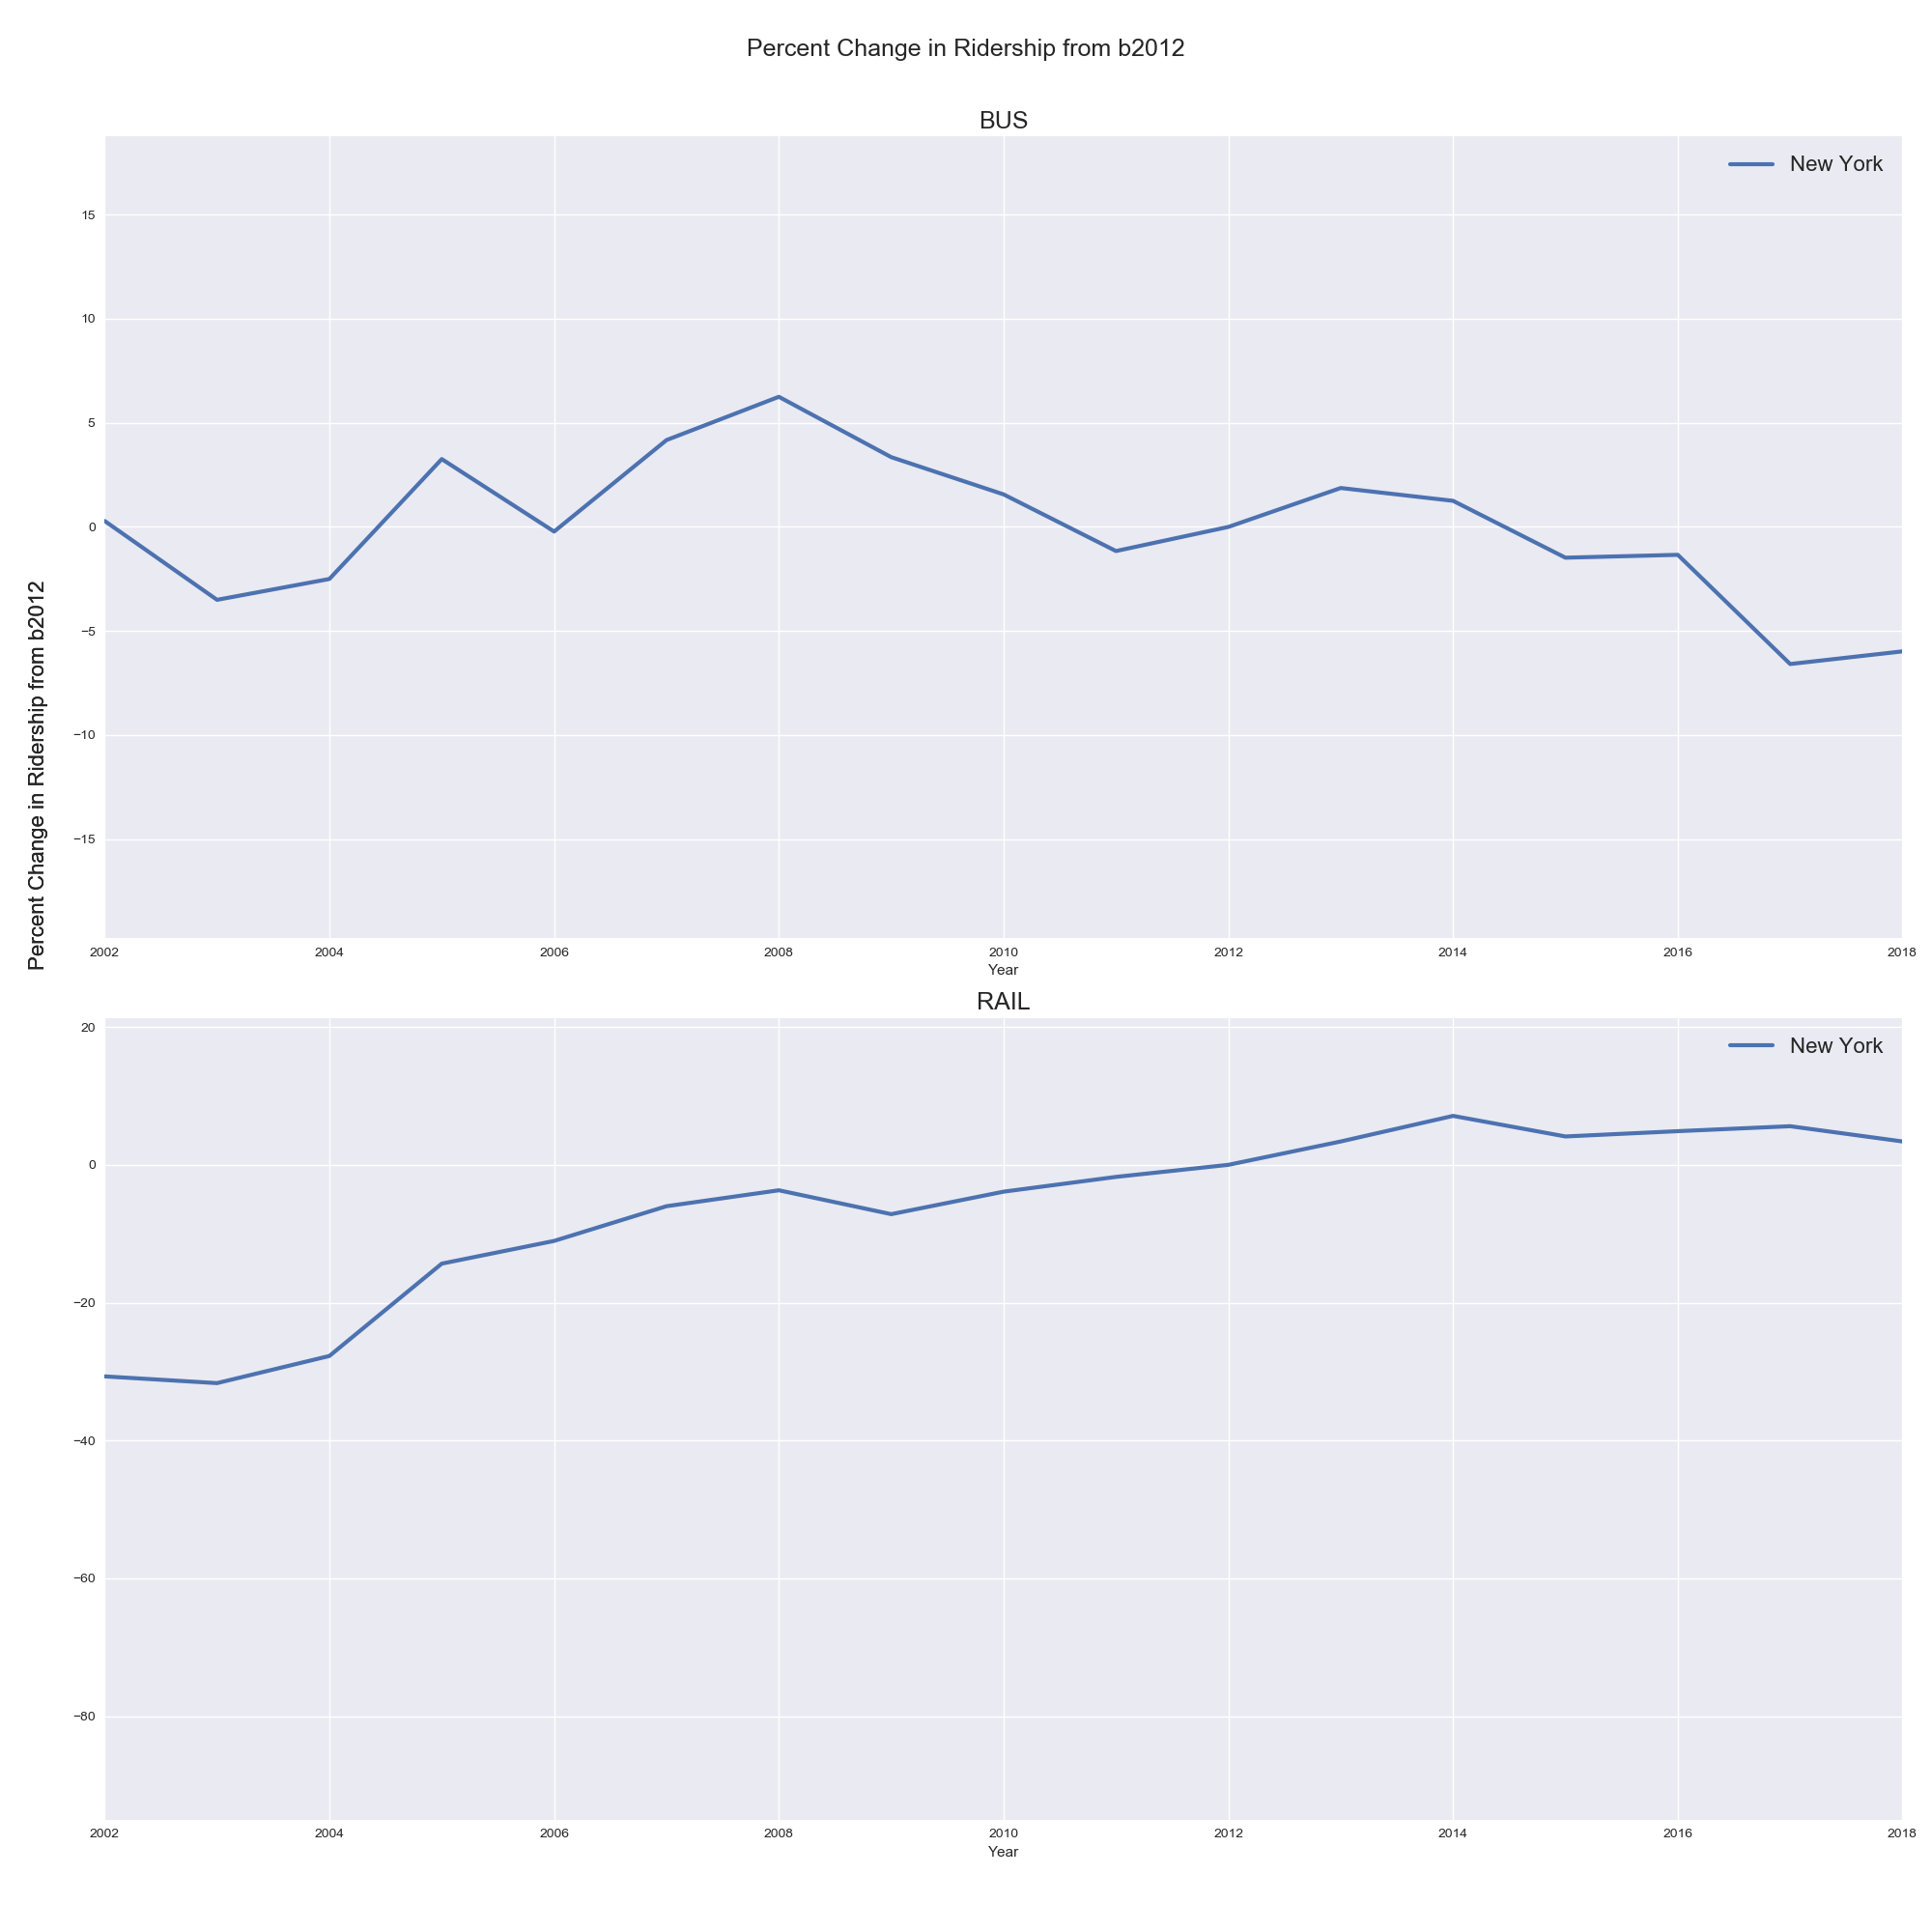 Percent Change in Ridership from b2012
BUS
New York
15
10
5
0
−5
−10
−15
Percent Change in Ridership from b2012
2002 2004 2006 2008 2010 2012 2014 2016 2018
Year
RAIL
New York
20
0
−20
−40
−60
−80
2002 2004 2006 2008 2010 2012 2014 2016 2018
Year